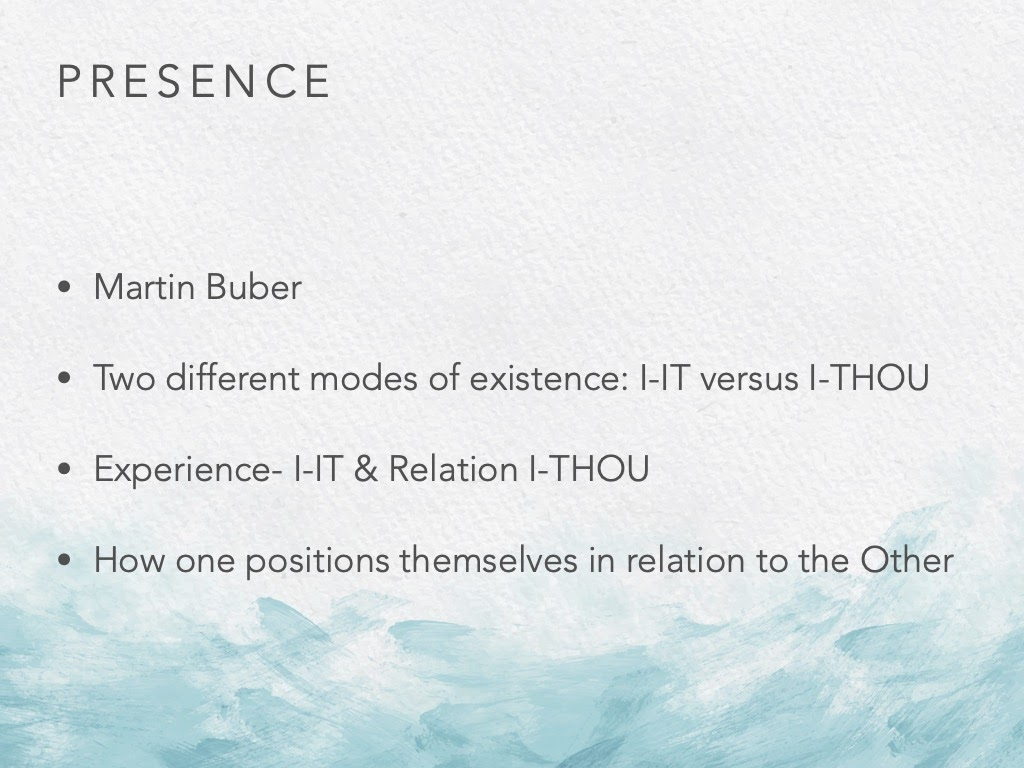 PRESENCE
• Martin Buber
• Two different modes of existence: I-IT versus I-THOU
• Experience- I-IT & Relation I-THOU
• How one positions themselves in relation to the Other